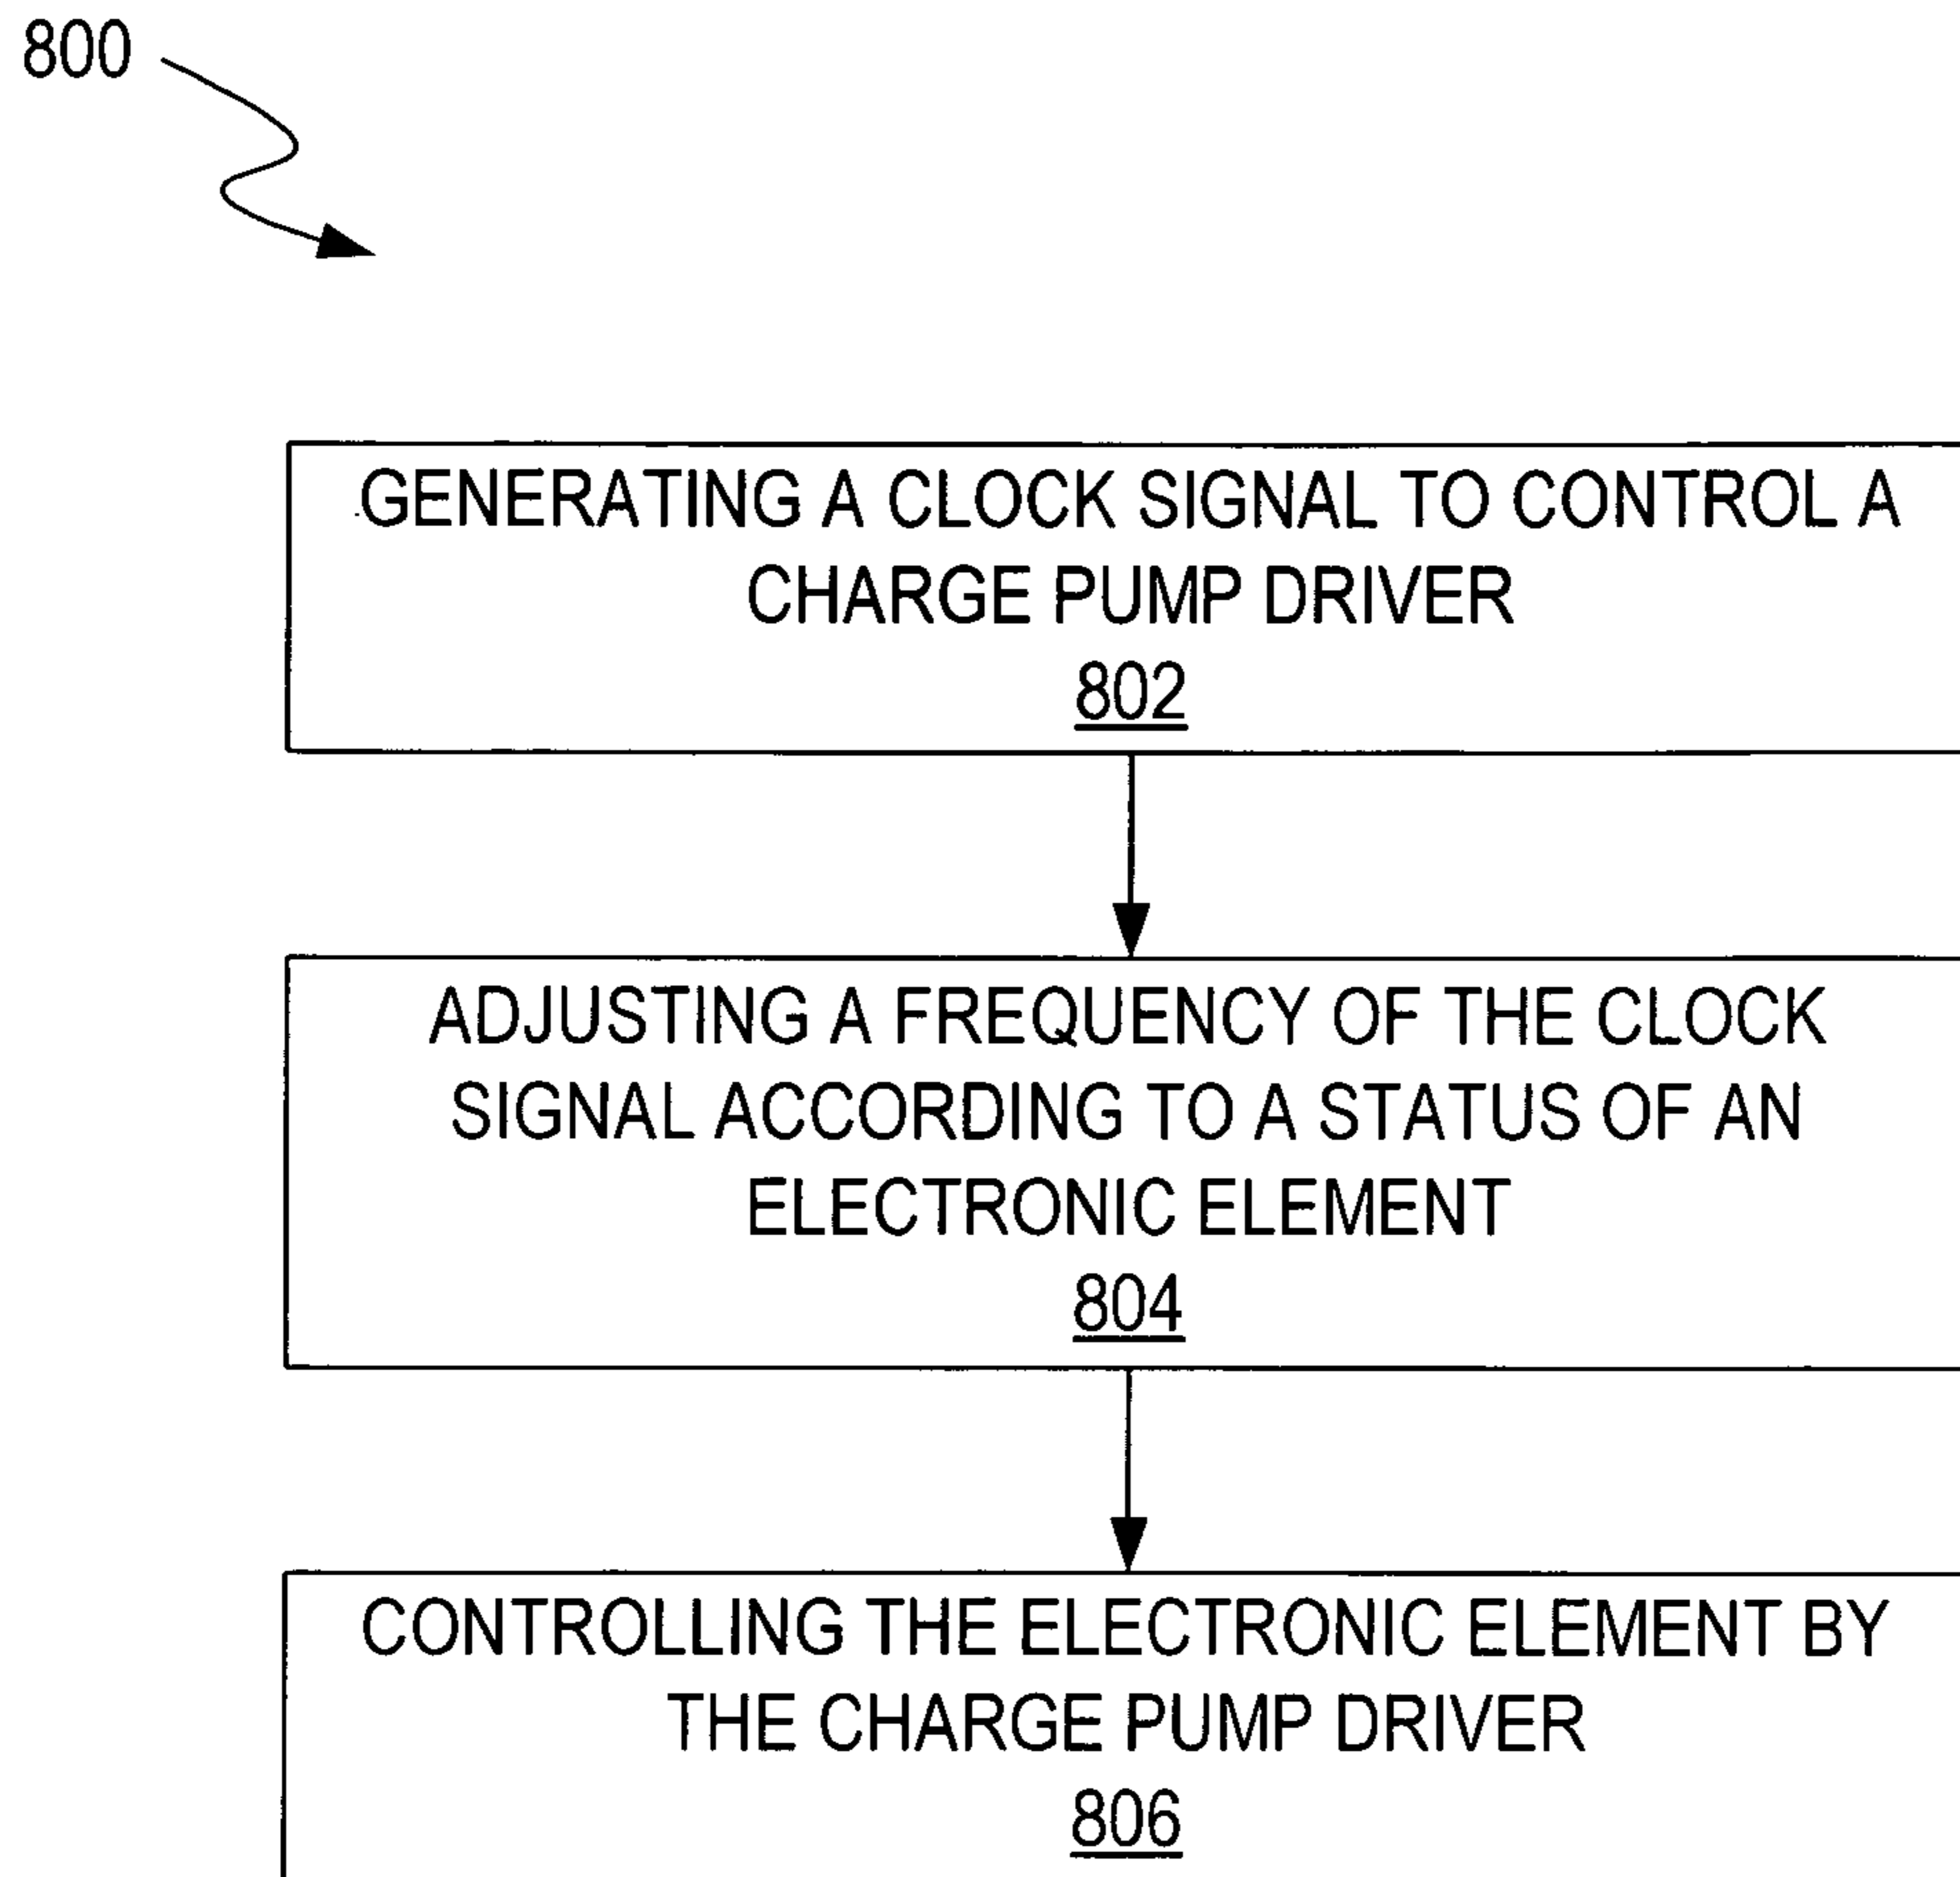 800
GENERATING A CLOCK SIGNAL TO CONTROL A
CHARGE PUMP DRIVER
802
ADJUSTING A FREQUENCY OF THE CLOCK
SIGNAL ACCORDING TO A STATUS OF AN
ELECTRONIC ELEMENT
804
CONTROLLING THE ELECTRONIC ELEMENT BY
THE CHARGE PUMP DRIVER
806